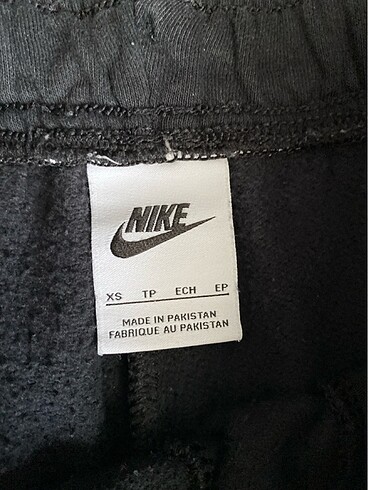 NIKE
XS TP ECH EP
MADE IN PAKISTAN
FABRIQUE AU PAKISTAN